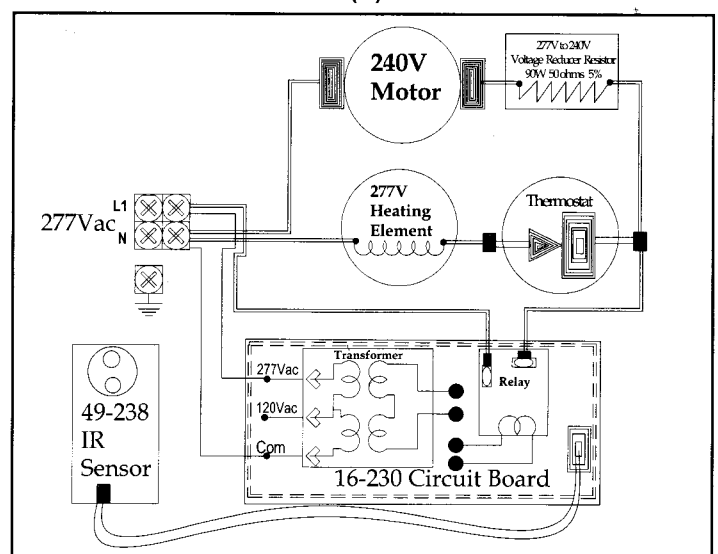 240V
Motor
277V to 240V
Voltage Reducer Resistor
90W 50 ohms 5%
L1
277Vac
N
277V
Heating
Element
Thermostat
49-238
IR
Sensor
Transformer
277Vac
120Vac
Com
Relay
16-230 Circuit Board